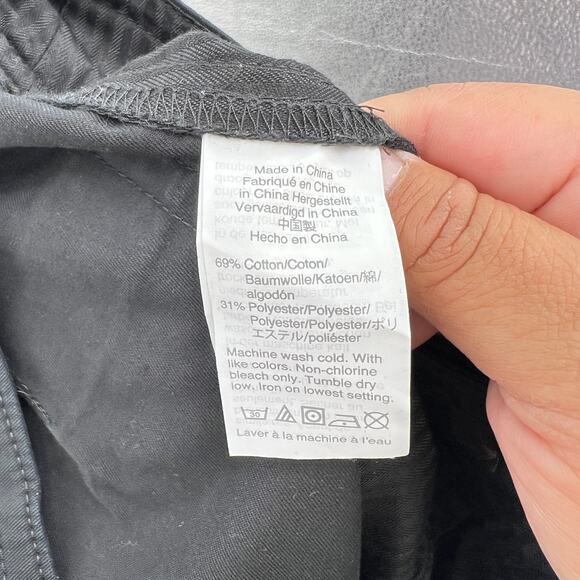 Made in China
Fabriqué en Chine
in China Hergestellt
Vervaardigd in China
中国製
Hecho en China
69% Cotton/Coton/
Baumwolle/Katoen/綿/
algodón
31% Polyester/Polyester/
Polyester/Polyester/ポリ
エステル/poliéster
Machine wash cold. With
like colors. Non-chlorine
bleach only. Tumble dry
low. Iron on lowest setting.
30
Laver à la machine à l'eau